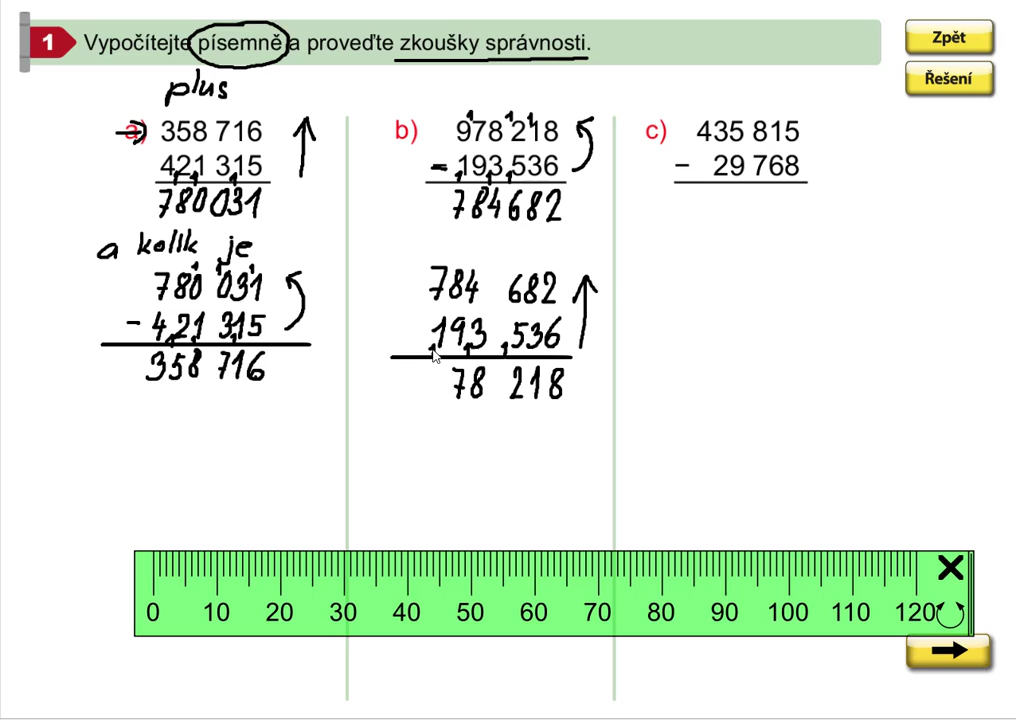 1 Vypočítejte písemně a proveďte zkoušky správnosti.
Zpět
Řešení
plus
a) 358 716
421 315
780 031
a kolik je
780 031
- 421 315
358 716
b) 978 218
- 193 536
784 682
784 682
193 536
78 218
c) 435 815
− 29 768
0 10 20 30 40 50 60 70 80 90 100 110 120